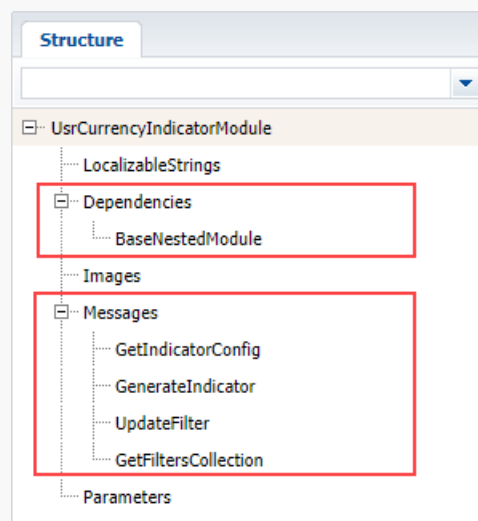 Structure
UsrCurrencyIndicatorModule
LocalizableStrings
Dependencies
BaseNestedModule
Images
Messages
GetIndicatorConfig
GenerateIndicator
UpdateFilter
GetFiltersCollection
Parameters